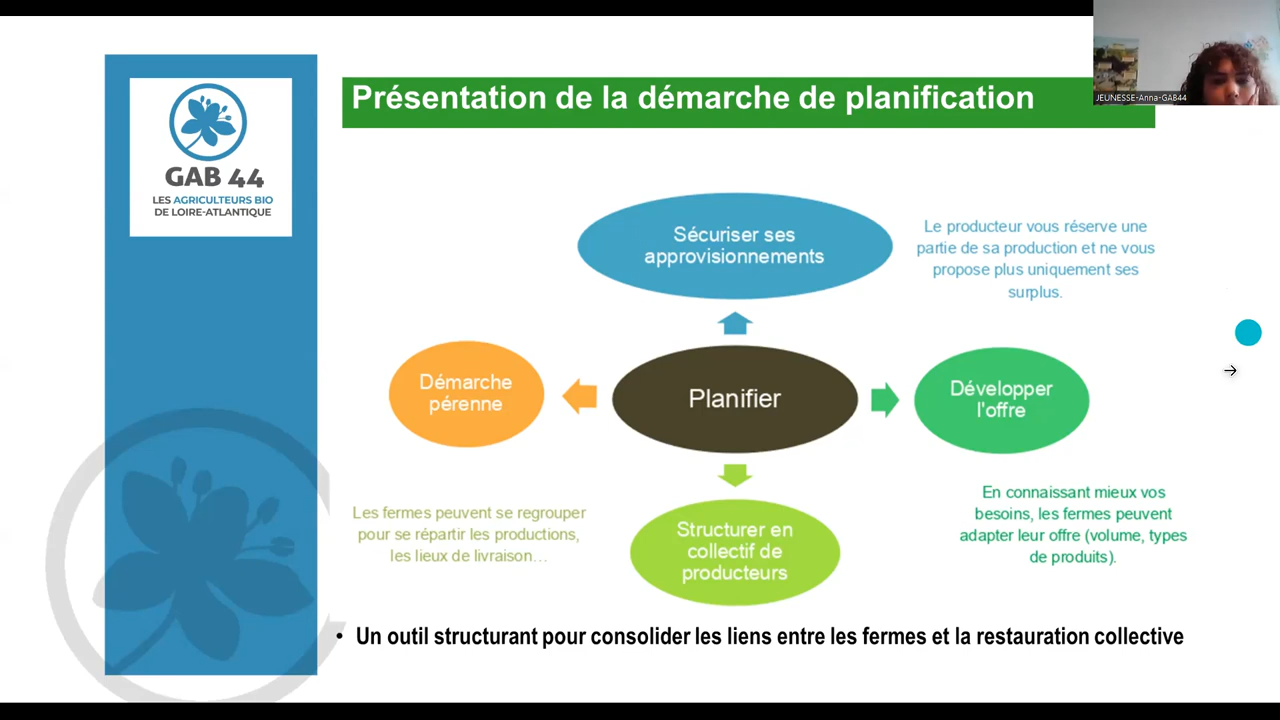 Présentation de la démarche de planification
JEUNESSE-Anna-GAB44
GAB 44
LES AGRICULTEURS BIO
DE LOIRE-ATLANTIQUE
Sécuriser ses
approvisionnements
Le producteur vous réserve une
partie de sa production et ne vous
propose plus uniquement ses
surplus.
Démarche
pérenne
Planifier
Développer
l'offre
Les fermes peuvent se regrouper
pour se répartir les productions,
les lieux de livraison…
Structurer en
collectif de
producteurs
En connaissant mieux vos
besoins, les fermes peuvent
adapter leur offre (volume, types
de produits).
• Un outil structurant pour consolider les liens entre les fermes et la restauration collective